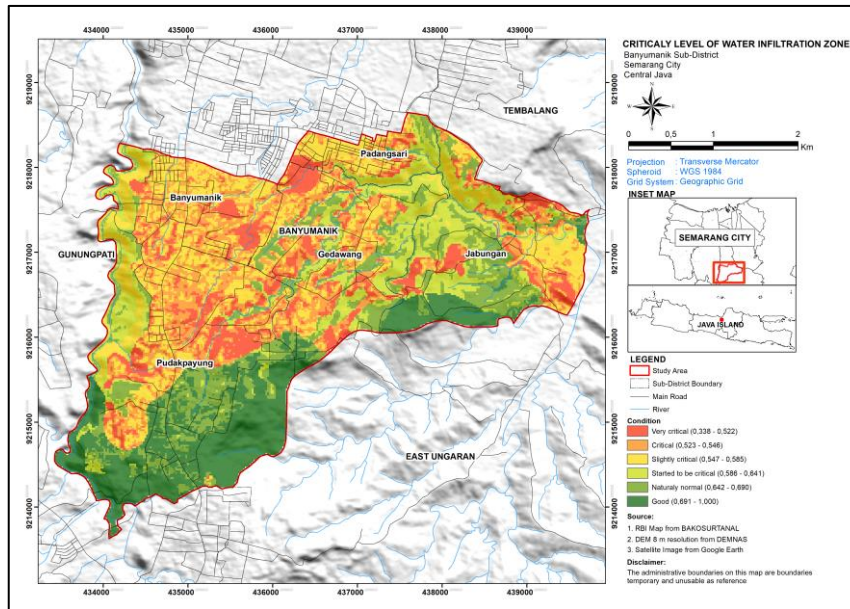 434000 435000 436000 437000 438000 439000
9219000
9218000
9217000
9216000
9215000
9214000
TEMBALANG
Padangsari
Banyumanik
BANYUMANIK
GUNUNGPATI
Gedawang
Jabungan
Pudakpayung
EAST UNGARAN
9219000
9218000
9217000
9216000
9215000
9214000
434000 435000 436000 437000 438000 439000
CRITICALY LEVEL OF WATER INFILTRATION ZONE
Banyumanik Sub-District
Semarang City
Central Java
N
W E
S
0 0,5 1 2
Km
Projection : Transverse Mercator
Spheroid : WGS 1984
Grid System : Geographic Grid
INSET MAP
SEMARANG CITY
JAVA ISLAND
LEGEND
Study Area
Sub-District Boundary
Main Road
River
Condition
Very critical (0,338 - 0,522)
Critical (0,523 - 0,546)
Slightly critical (0,547 - 0,585)
Started to be critical (0,586 - 0,641)
Naturaly normal (0,642 - 0,690)
Good (0,691 - 1,000)
Source:
1. RBI Map from BAKOSURTANAL
2. DEM 8 m resolution from DEMNAS
3. Satellite Image from Google Earth
Disclaimer:
The administrative boundaries on this map are boundaries
temporary and unusable as reference